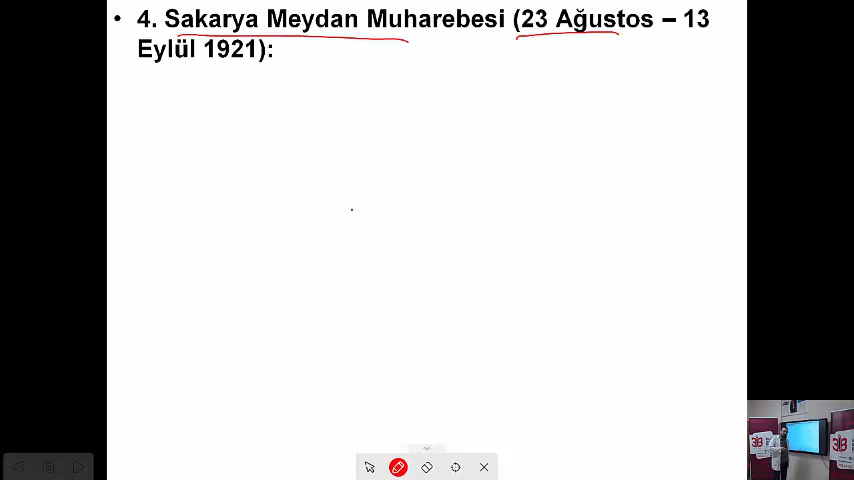 • 4. Sakarya Meydan Muharebesi (23 Ağustos – 13
Eylül 1921):